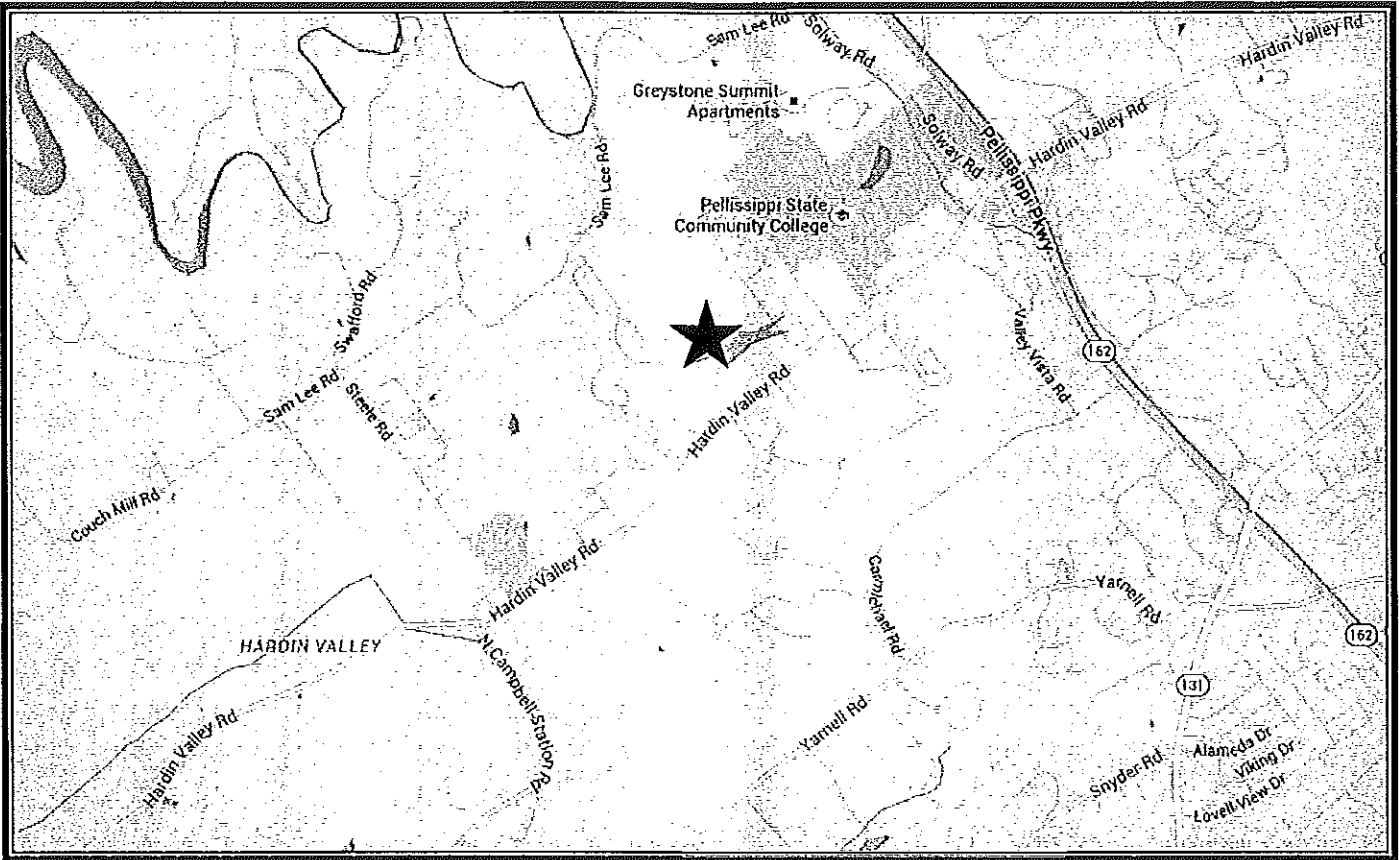 Sam Lee Rd
Solway Rd
Hardin Valley Rd
Greystone Summit
Apartments
Solway Rd
Hardin Valley Rd
Pellissippi Pkwy
Sam Lee Rd
Pellissippi State
Community College
Swafford Rd
Valley Vista Rd
162
Sam Lee Rd
Steele Rd
Hardin Valley Rd
Couch Mill Rd
Hardin Valley Rd
Carmichael Rd
Yarnell Rd
162
HARDIN VALLEY
N Campbell Station Rd
131
Hardin Valley Rd
Yarnell Rd
Snyder Rd
Alameda Dr
Viking Dr
Lovell View Dr